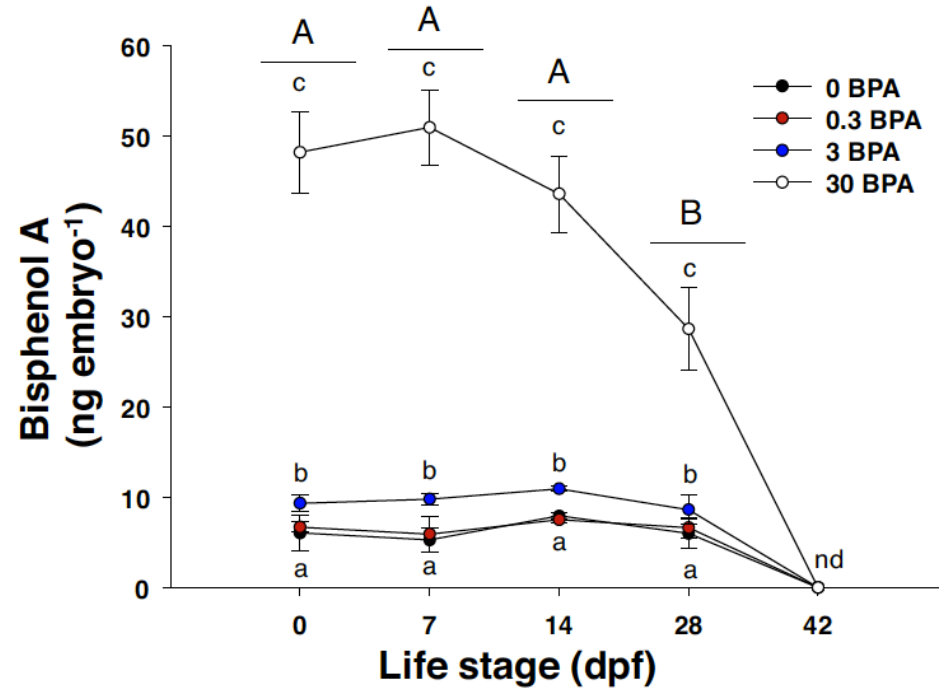 A
A
A
B
c
c
c
c
b
b
b
b
a
a
a
a
nd
0 BPA
0.3 BPA
3 BPA
30 BPA
60
50
40
30
20
10
0
Bisphenol A
(ng embryo⁻¹)
0 7 14 28 42
Life stage (dpf)